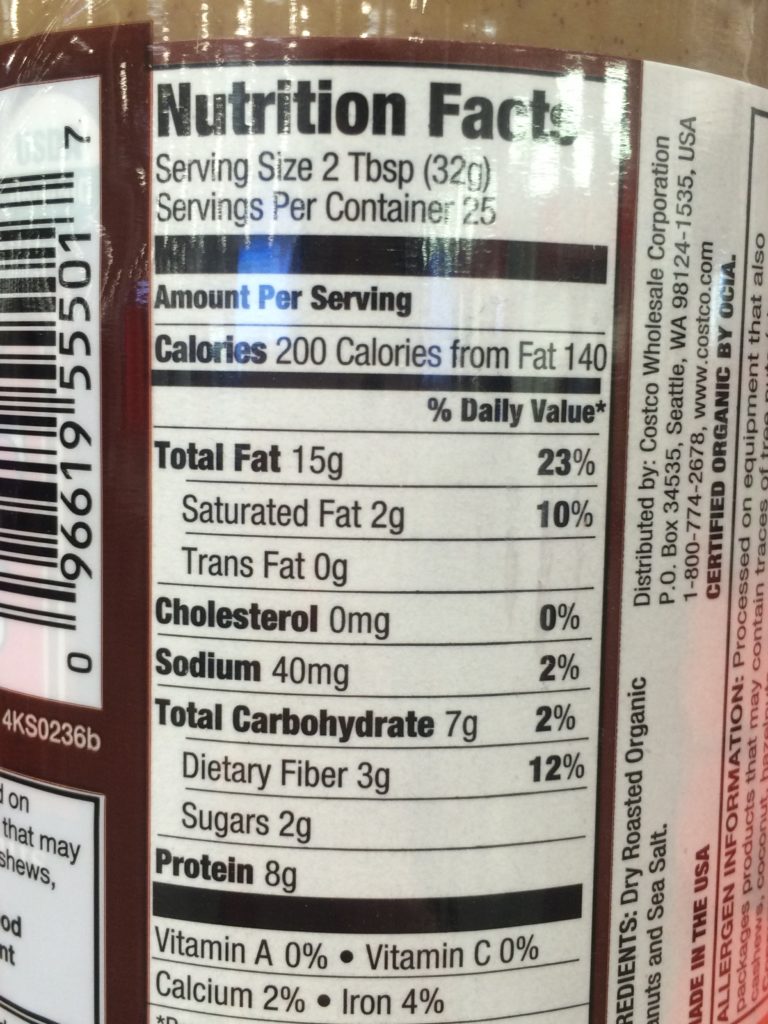 Nutrition Facts
Serving Size 2 Tbsp (32g)
Servings Per Container 25
Amount Per Serving
Calories 200 Calories from Fat 140
% Daily Value*
Total Fat 15g 23%
Saturated Fat 2g 10%
Trans Fat 0g
Cholesterol 0mg 0%
Sodium 40mg 2%
Total Carbohydrate 7g 2%
Dietary Fiber 3g 12%
Sugars 2g
Protein 8g
Vitamin A 0% • Vitamin C 0%
Calcium 2% • Iron 4%
0 96619 55501 7
4KS0236b
on
that may
od
nt
Distributed by: Costco Wholesale Corporation
P.O. Box 34535, Seattle, WA 98124-1535, USA
1-800-774-2678, www.costco.com
CERTIFIED ORGANIC BY OCIA.
REDIENTS: Dry Roasted Organic
anuts and Sea Salt.
MADE IN THE USA
ALLERGEN INFORMATION: Processed on equipment that also
packages products that may contain traces of tree nuts
cashews, coconut,